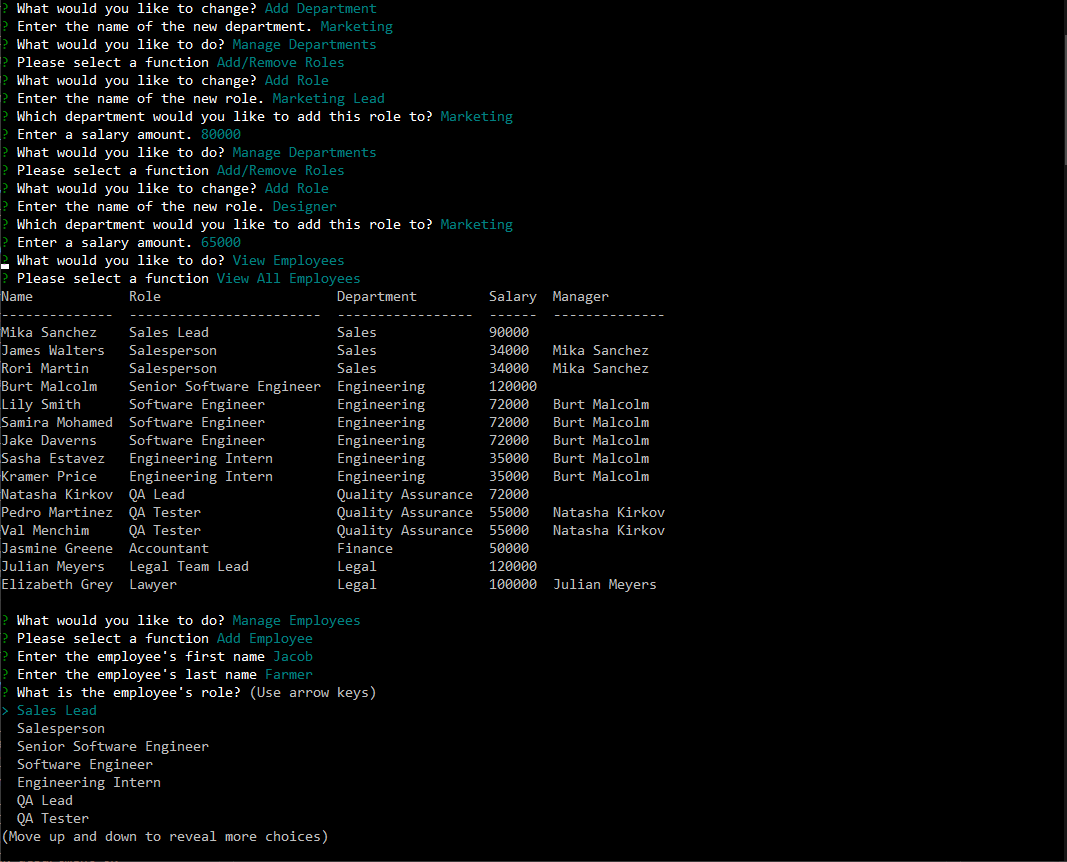 ? What would you like to change? Add Department
? Enter the name of the new department. Marketing
? What would you like to do? Manage Departments
? Please select a function Add/Remove Roles
? What would you like to change? Add Role
? Enter the name of the new role. Marketing Lead
? Which department would you like to add this role to? Marketing
? Enter a salary amount. 80000
? What would you like to do? Manage Departments
? Please select a function Add/Remove Roles
? What would you like to change? Add Role
? Enter the name of the new role. Designer
? Which department would you like to add this role to? Marketing
? Enter a salary amount. 65000
? What would you like to do? View Employees
? Please select a function View All Employees
Name            Role                      Department         Salary  Manager
--------------  ------------------------  -----------------  ------  --------------
Mika Sanchez    Sales Lead                Sales              90000
James Walters   Salesperson               Sales              34000   Mika Sanchez
Rori Martin     Salesperson               Sales              34000   Mika Sanchez
Burt Malcolm    Senior Software Engineer  Engineering        120000
Lily Smith      Software Engineer         Engineering        72000   Burt Malcolm
Samira Mohamed  Software Engineer         Engineering        72000   Burt Malcolm
Jake Daverns    Software Engineer         Engineering        72000   Burt Malcolm
Sasha Estavez   Engineering Intern        Engineering        35000   Burt Malcolm
Kramer Price    Engineering Intern        Engineering        35000   Burt Malcolm
Natasha Kirkov  QA Lead                   Quality Assurance  72000
Pedro Martinez  QA Tester                 Quality Assurance  55000   Natasha Kirkov
Val Menchim     QA Tester                 Quality Assurance  55000   Natasha Kirkov
Jasmine Greene  Accountant                Finance            50000
Julian Meyers   Legal Team Lead           Legal              120000
Elizabeth Grey  Lawyer                    Legal              100000  Julian Meyers
? What would you like to do? Manage Employees
? Please select a function Add Employee
? Enter the employee's first name Jacob
? Enter the employee's last name Farmer
? What is the employee's role? (Use arrow keys)
> Sales Lead
Salesperson
Senior Software Engineer
Software Engineer
Engineering Intern
QA Lead
QA Tester
(Move up and down to reveal more choices)